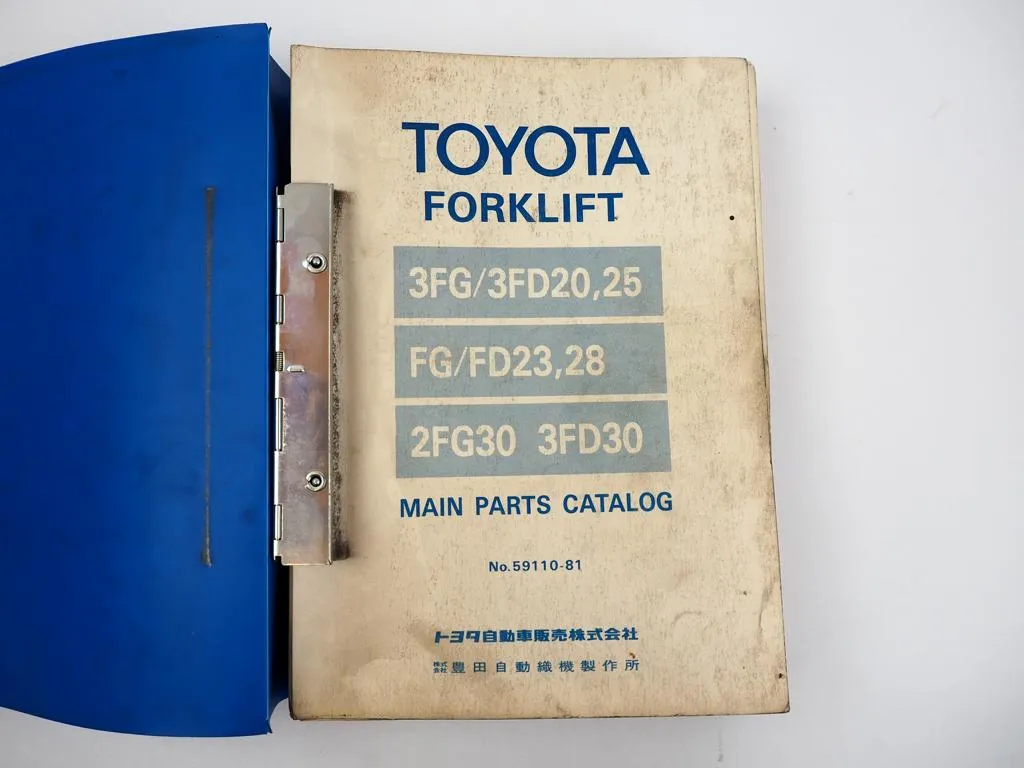 TOYOTA
FORKLIFT
3FG/3FD20,25
FG/FD23,28
2FG30 3FD30
MAIN PARTS CATALOG
No.59110-81
トヨタ自動車販売株式会社
株式会社 豊田自動織機製作所